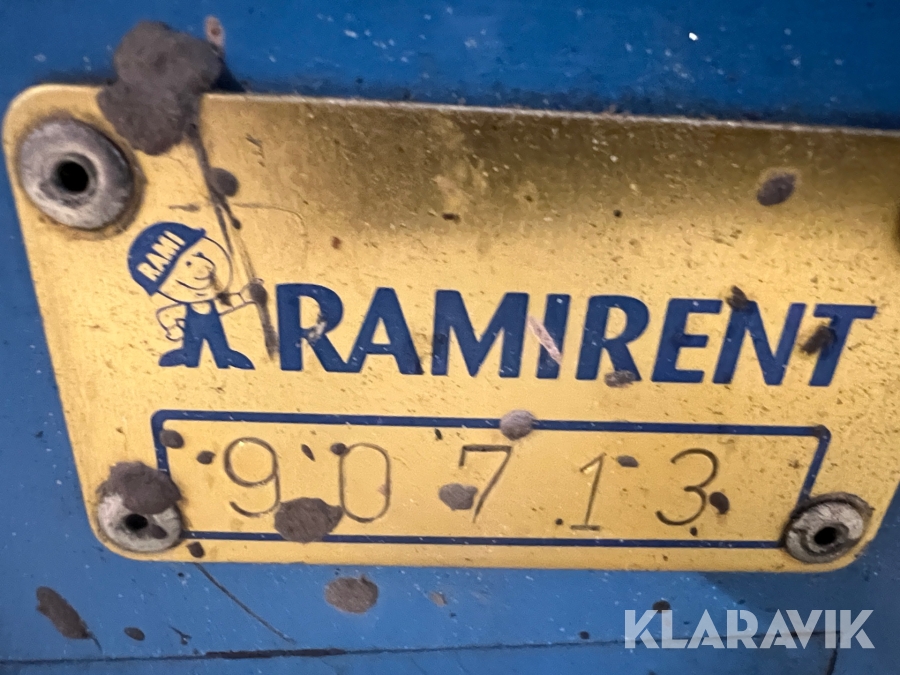 RAMI
RAMIRENT
90713
KLARAVIK